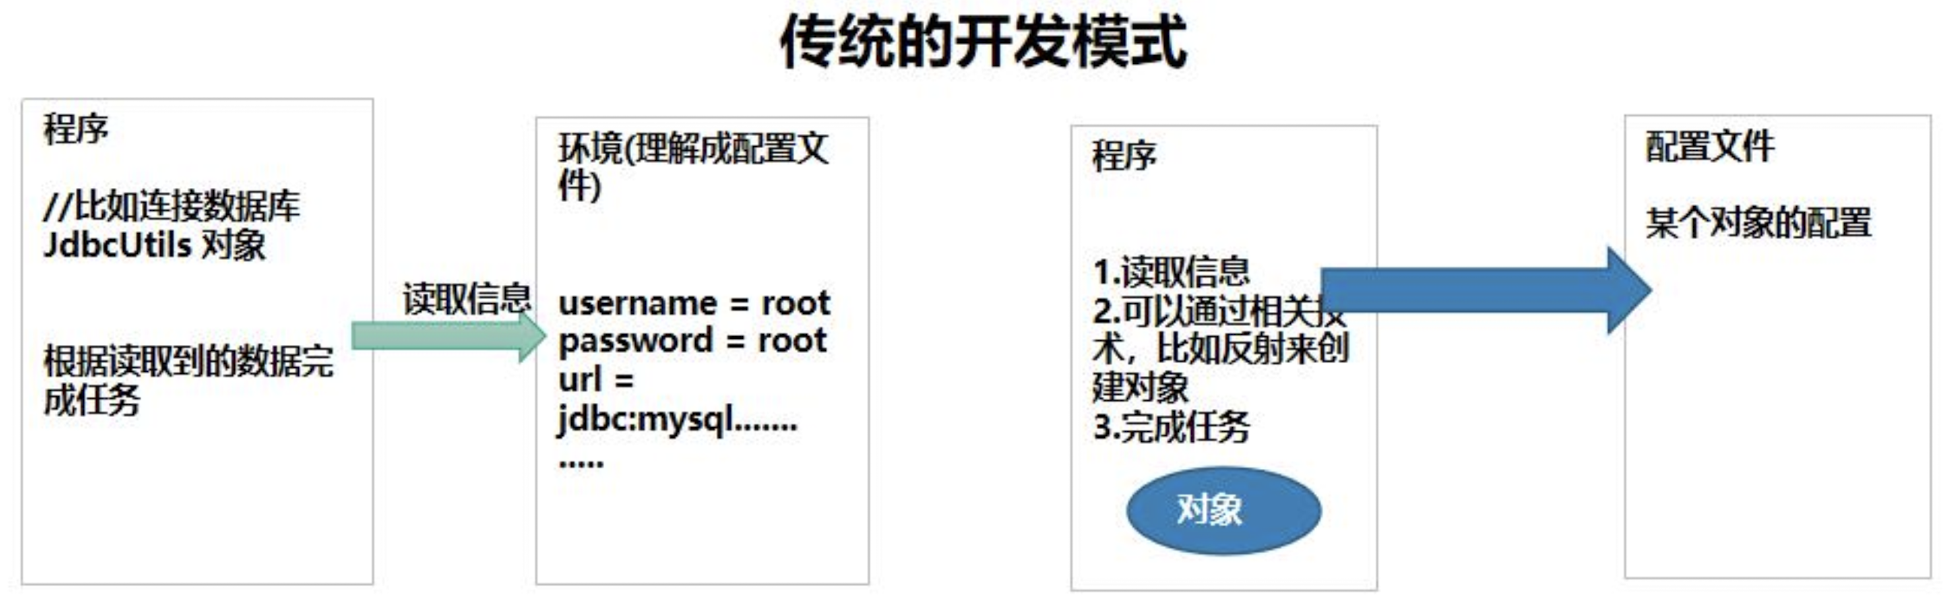 传统的开发模式
程序
//比如连接数据库
JdbcUtils 对象
根据读取到的数据完
成任务
读取信息
环境(理解成配置文
件)
username = root
password = root
url =
jdbc:mysql.......
.....
程序
1.读取信息
2.可以通过相关技
术，比如反射来创
建对象
3.完成任务
对象
配置文件
某个对象的配置